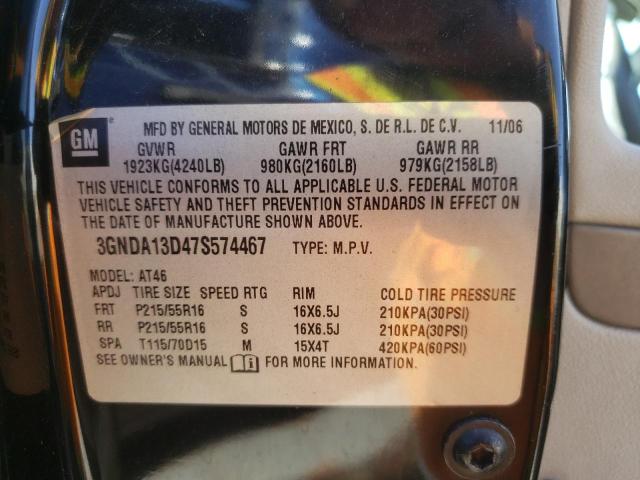 GM
MFD BY GENERAL MOTORS DE MEXICO, S. DE R.L. DE C.V. 11/06
GVWR GAWR FRT GAWR RR
1923KG(4240LB) 980KG(2160LB) 979KG(2158LB)
THIS VEHICLE CONFORMS TO ALL APPLICABLE U.S. FEDERAL MOTOR
VEHICLE SAFETY AND THEFT PREVENTION STANDARDS IN EFFECT ON
THE DATE OF MANUFACTURE SHOWN ABOVE.
3GNDA13D47S574467 TYPE: M.P.V.
MODEL: AT46
APDJ TIRE SIZE SPEED RTG RIM COLD TIRE PRESSURE
FRT P215/55R16 S 16X6.5J 210KPA(30PSI)
RR P215/55R16 S 16X6.5J 210KPA(30PSI)
SPA T115/70D15 M 15X4T 420KPA(60PSI)
SEE OWNER'S MANUAL FOR MORE INFORMATION.